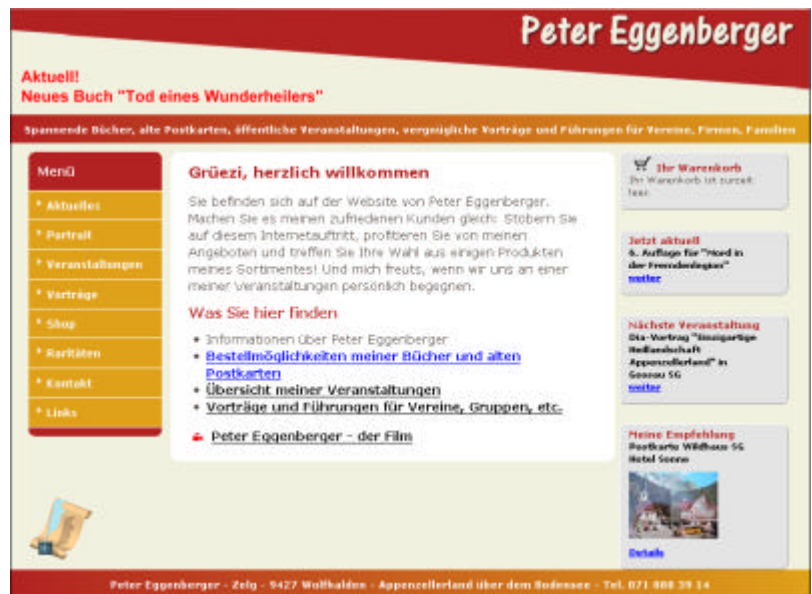 Peter Eggenberger
Aktuell!
Neues Buch "Tod eines Wunderheilers"
Spannende Bücher, alte Postkarten, öffentliche Veranstaltungen, vergnügliche Vorträge und Führungen für Vereine, Firmen, Familien
Menü
Aktuelles
Portrait
Veranstaltungen
Vorträge
Shop
Raritäten
Kontakt
Links
Grüezi, herzlich willkommen
Sie befinden sich auf der Website von Peter Eggenberger.
Machen Sie es meinen zufriedenen Kunden gleich: Stöbern Sie
auf diesem Internetauftritt, profitieren Sie von meinen
Angeboten und treffen Sie Ihre Wahl aus einigen Produkten
meines Sortimentes! Und mich freuts, wenn wir uns an einer
meiner Veranstaltungen persönlich begegnen.
Was Sie hier finden
• Informationen über Peter Eggenberger
• Bestellmöglichkeiten meiner Bücher und alten
Postkarten
• Übersicht meiner Veranstaltungen
• Vorträge und Führungen für Vereine, Gruppen, etc.
Peter Eggenberger - der Film
Ihr Warenkorb
Ihr Warenkorb ist zurzeit
leer.
Jetzt aktuell
6. Auflage für "Mord in
der Fremdenlegion"
weiter
Nächste Veranstaltung
Dia-Vortrag "Einzigartige
Heillandschaft
Appenzellerland" in
Gossau SG
weiter
Meine Empfehlung
Postkarte Wildhaus SG
Hotel Sonne
Details
Peter Eggenberger - Zelg - 9427 Wolfhalden - Appenzellerland über dem Bodensee - Tel. 071 888 39 14